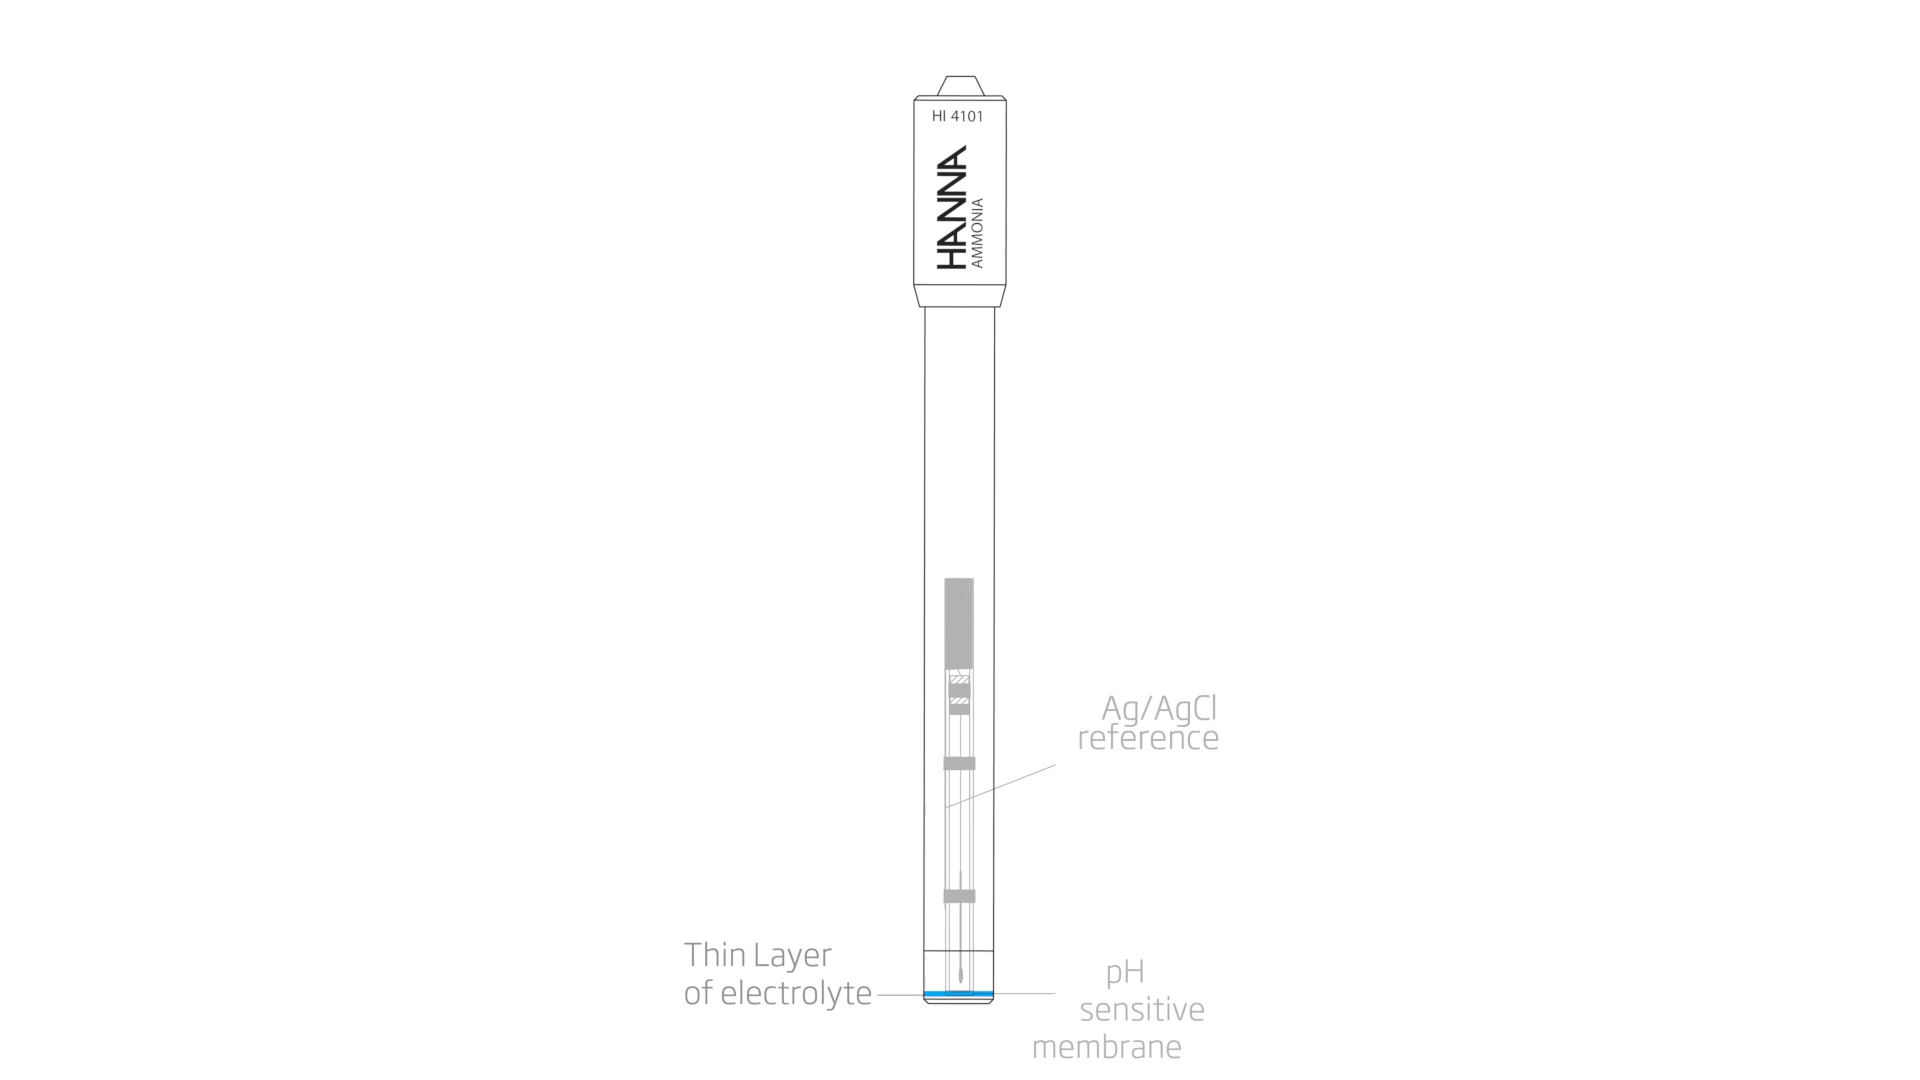 HI 4101
HANNA
AMMONIA
Ag/AgCl
reference
Thin Layer
of electrolyte
pH
sensitive
membrane